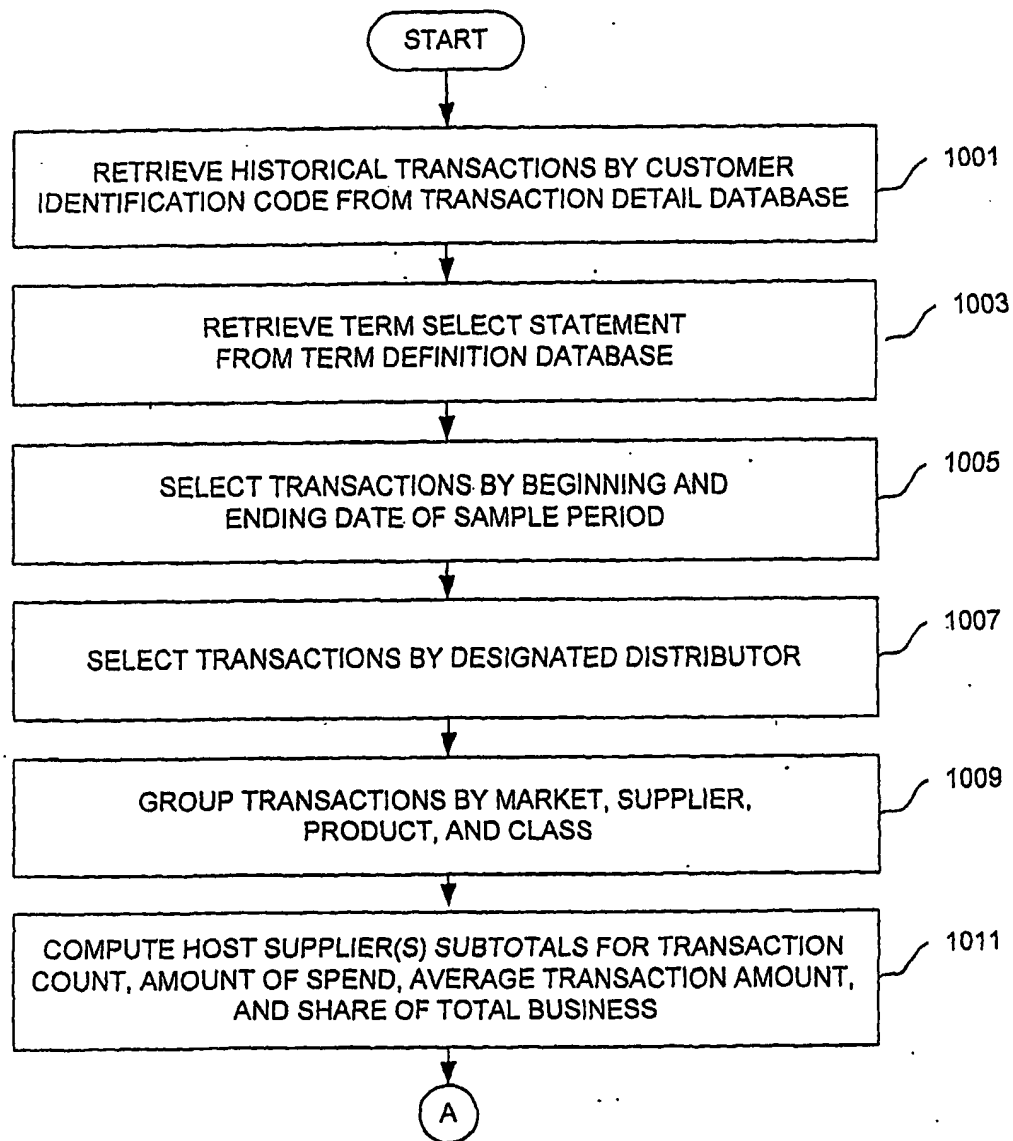 START
RETRIEVE HISTORICAL TRANSACTIONS BY CUSTOMER
IDENTIFICATION CODE FROM TRANSACTION DETAIL DATABASE
1001
RETRIEVE TERM SELECT STATEMENT
FROM TERM DEFINITION DATABASE
1003
SELECT TRANSACTIONS BY BEGINNING AND
ENDING DATE OF SAMPLE PERIOD
1005
SELECT TRANSACTIONS BY DESIGNATED DISTRIBUTOR
1007
GROUP TRANSACTIONS BY MARKET, SUPPLIER,
PRODUCT, AND CLASS
1009
COMPUTE HOST SUPPLIER(S) SUBTOTALS FOR TRANSACTION
COUNT, AMOUNT OF SPEND, AVERAGE TRANSACTION AMOUNT,
AND SHARE OF TOTAL BUSINESS
1011
A